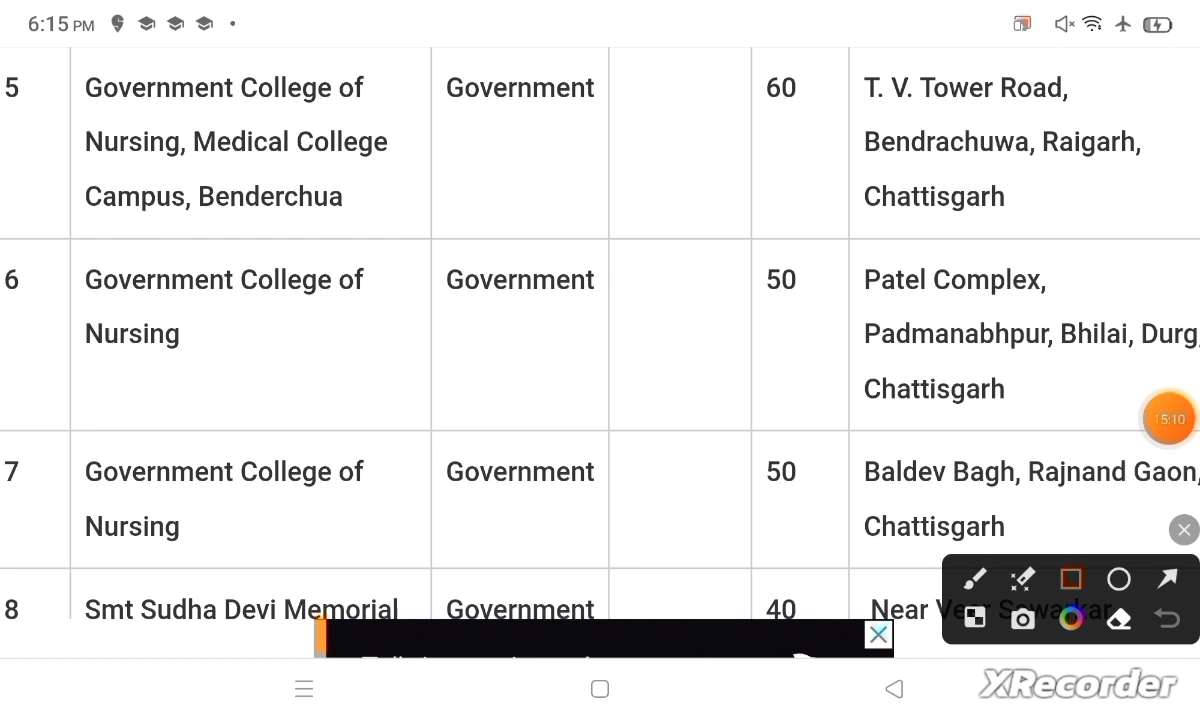 6:15 PM
5 Government College of Government 60 T. V. Tower Road,
Nursing, Medical College Bendrachuwa, Raigarh,
Campus, Benderchua Chattisgarh
6 Government College of Government 50 Patel Complex,
Nursing Padmanabhpur, Bhilai, Durg,
Chattisgarh
15:10
7 Government College of Government 50 Baldev Bagh, Rajnand Gaon,
Nursing Chattisgarh
8 Smt Sudha Devi Memorial Government 40 Near
XRecorder